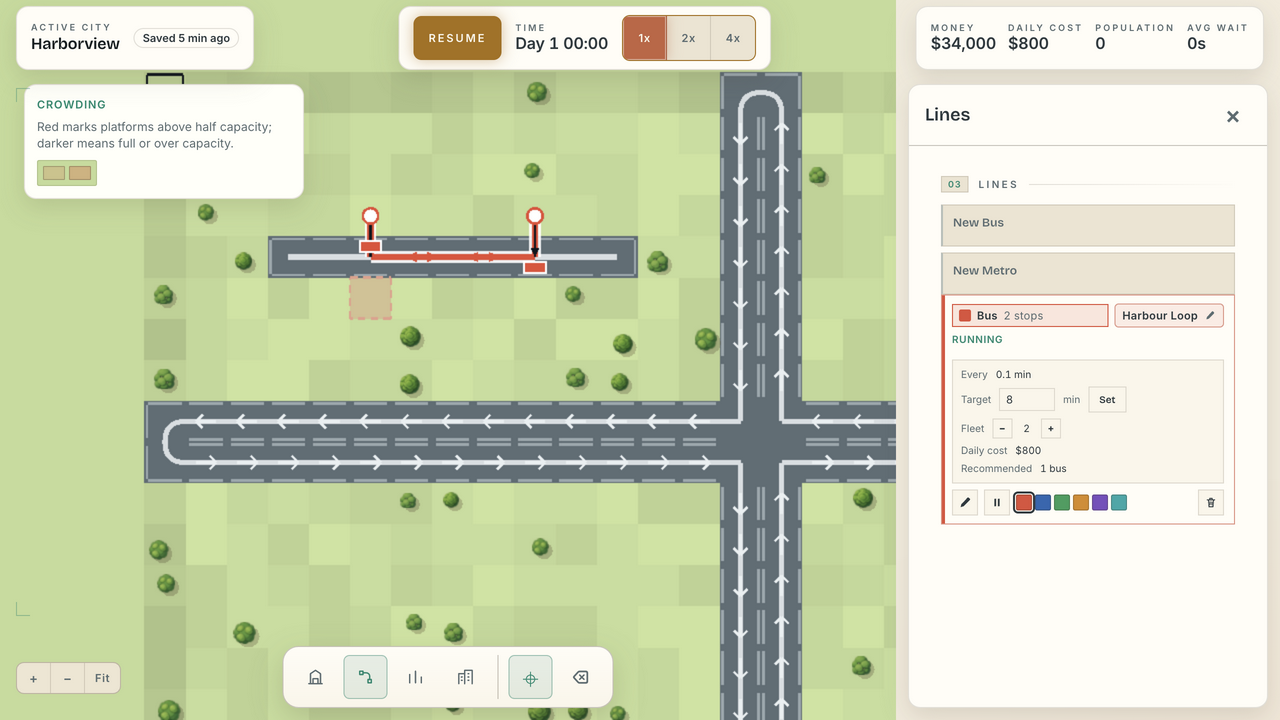 ACTIVE CITY
Harborview
Saved 5 min ago
RESUME
TIME
Day 1 00:00
1x
2x
4x
MONEY
$34,000
DAILY COST
$800
POPULATION
0
AVG WAIT
0s
CROWDING
Red marks platforms above half capacity;
darker means full or over capacity.
Lines
03
LINES
New Bus
New Metro
Bus 2 stops
Harbour Loop
RUNNING
Every 0.1 min
Target 8 min Set
Fleet − 2 +
Daily cost $800
Recommended 1 bus
+
−
Fit